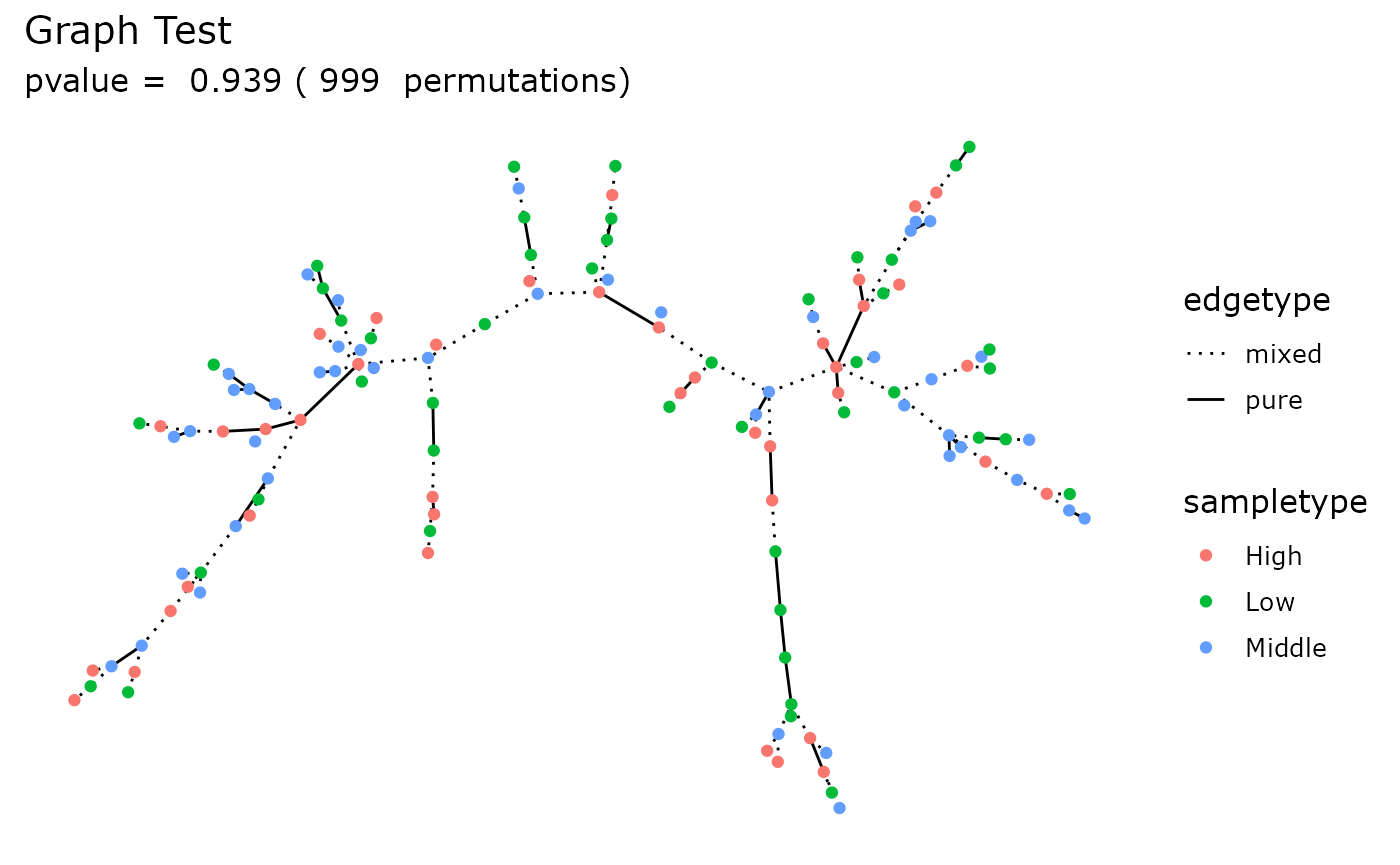 Graph Test
pvalue =  0.939 ( 999  permutations)
edgetype
mixed
pure
sampletype
High
Low
Middle